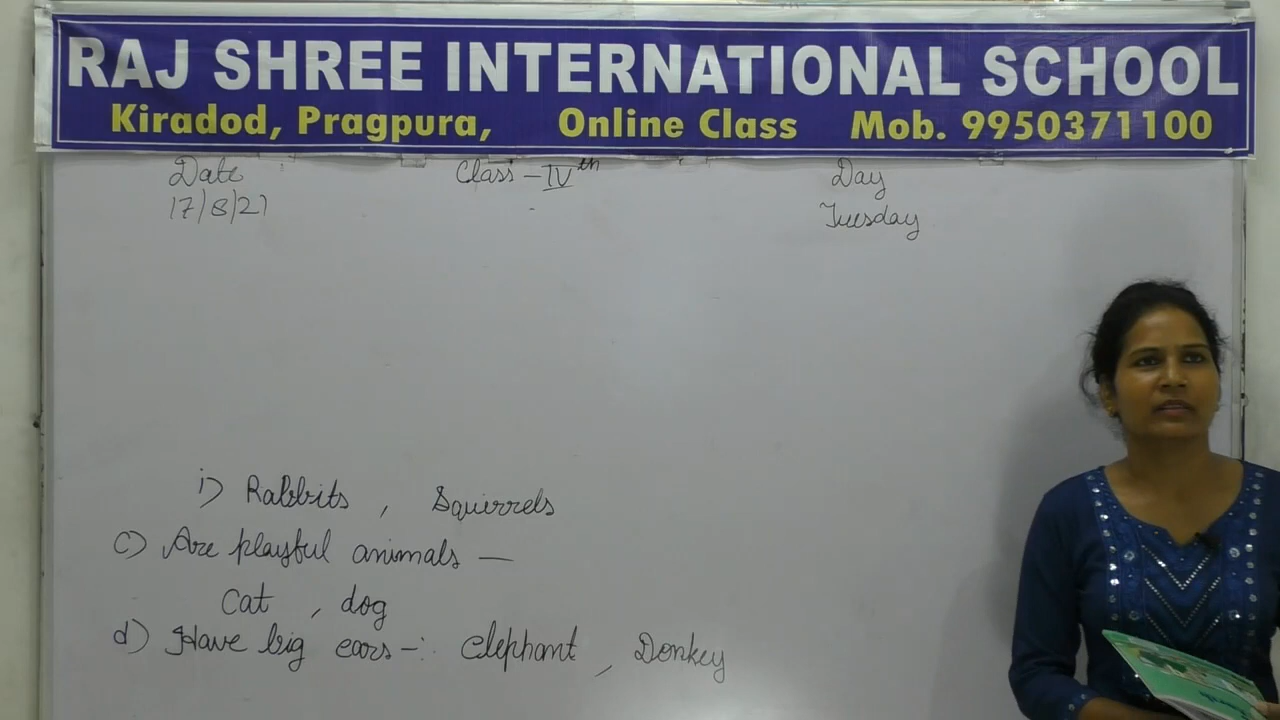 RAJ SHREE INTERNATIONAL SCHOOL
Kiradod, Pragpura, Online Class Mob. 9950371100
Date Class - IVth Day
17/8/21 Tuesday
i) Rabbits , Squirrels
c) Are playful animals —
Cat , dog
d) Have big ears -: Elephant , Donkey